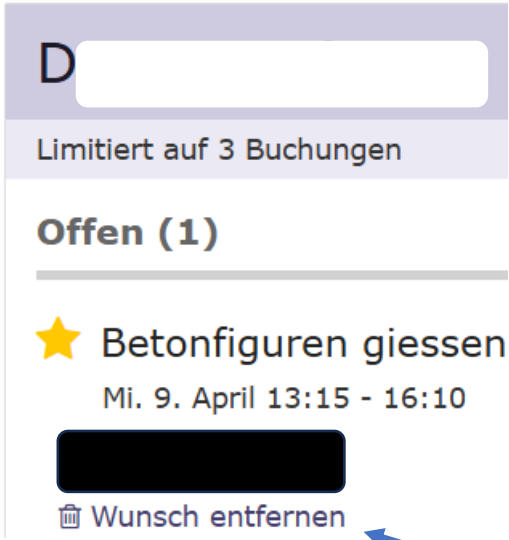 D
Limitiert auf 3 Buchungen
Offen (1)
Betonfiguren giessen
Mi. 9. April 13:15 - 16:10
Wunsch entfernen